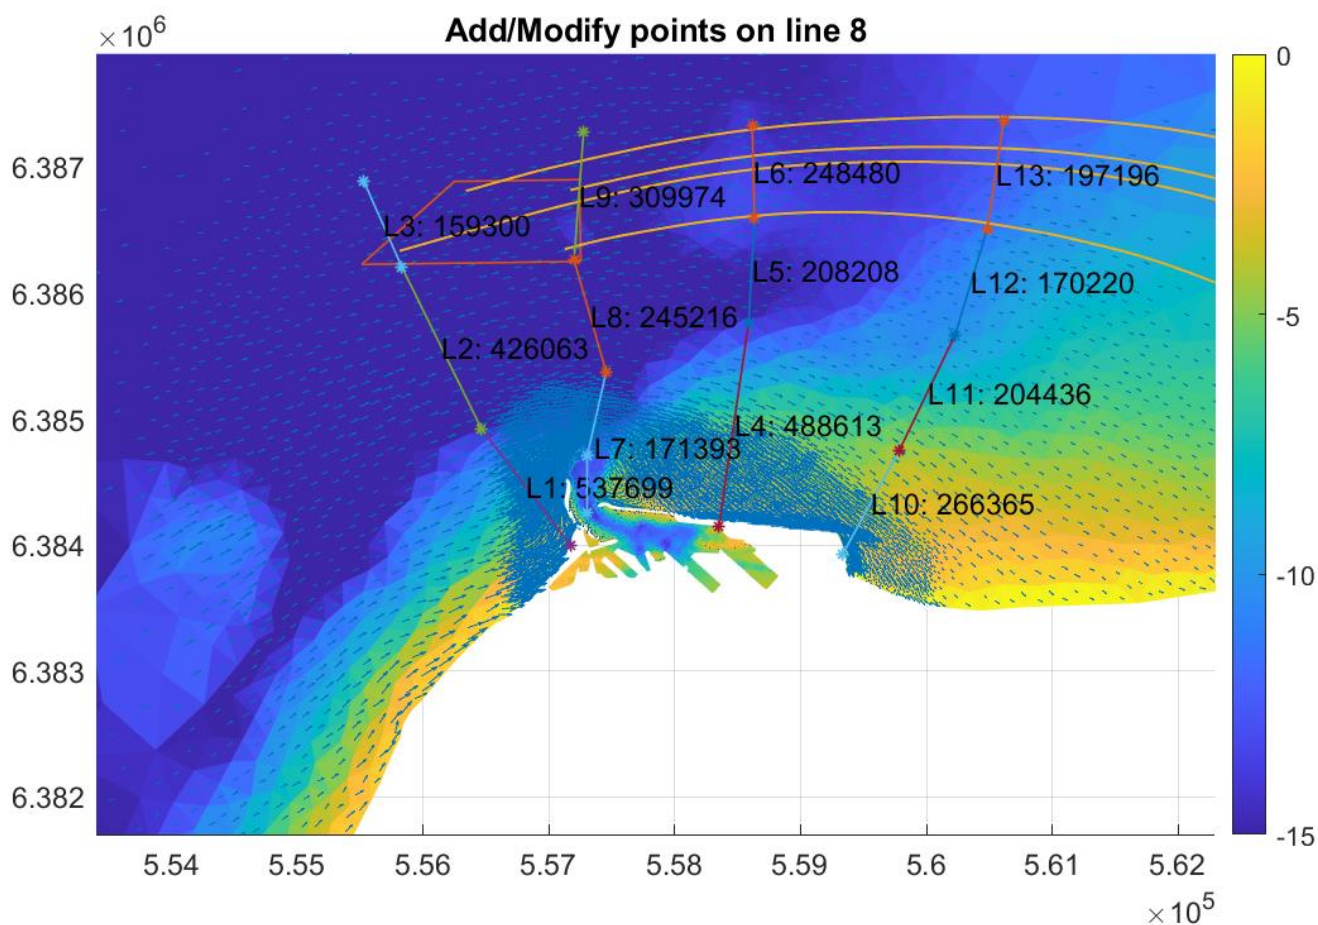 Add/Modify points on line 8
× 10^6
0
6.387
L6: 248480
L13: 197196
L9: 309974
L3: 159300
6.386
L5: 208208
L12: 170220
-5
L8: 245216
L2: 426063
6.385
L11: 204436
L4: 488613
L7: 171393
L1: 537699
L10: 266365
6.384
-10
6.383
6.382
-15
5.54 5.55 5.56 5.57 5.58 5.59 5.6 5.61 5.62
× 10^5